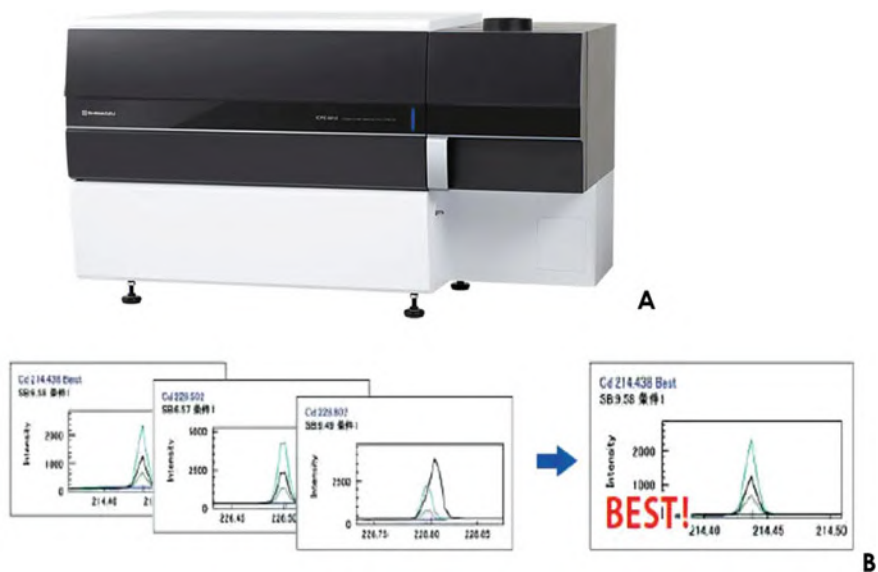 SHIMADZU
A
Cd 214.438 Best
SB:9.58 条件1
Intensity
2000
1000
0
214.40
Cd 226.502
SB:6.57 条件1
Intensity
5000
2500
0
226.45
226.50
Cd 228.802
SB:5.49 条件1
Intensity
2500
0
228.75
228.80
228.85
Cd 214.438 Best
SB:9.58 条件1
Intensity
2000
1000
BEST!
214.40
214.45
214.50
B